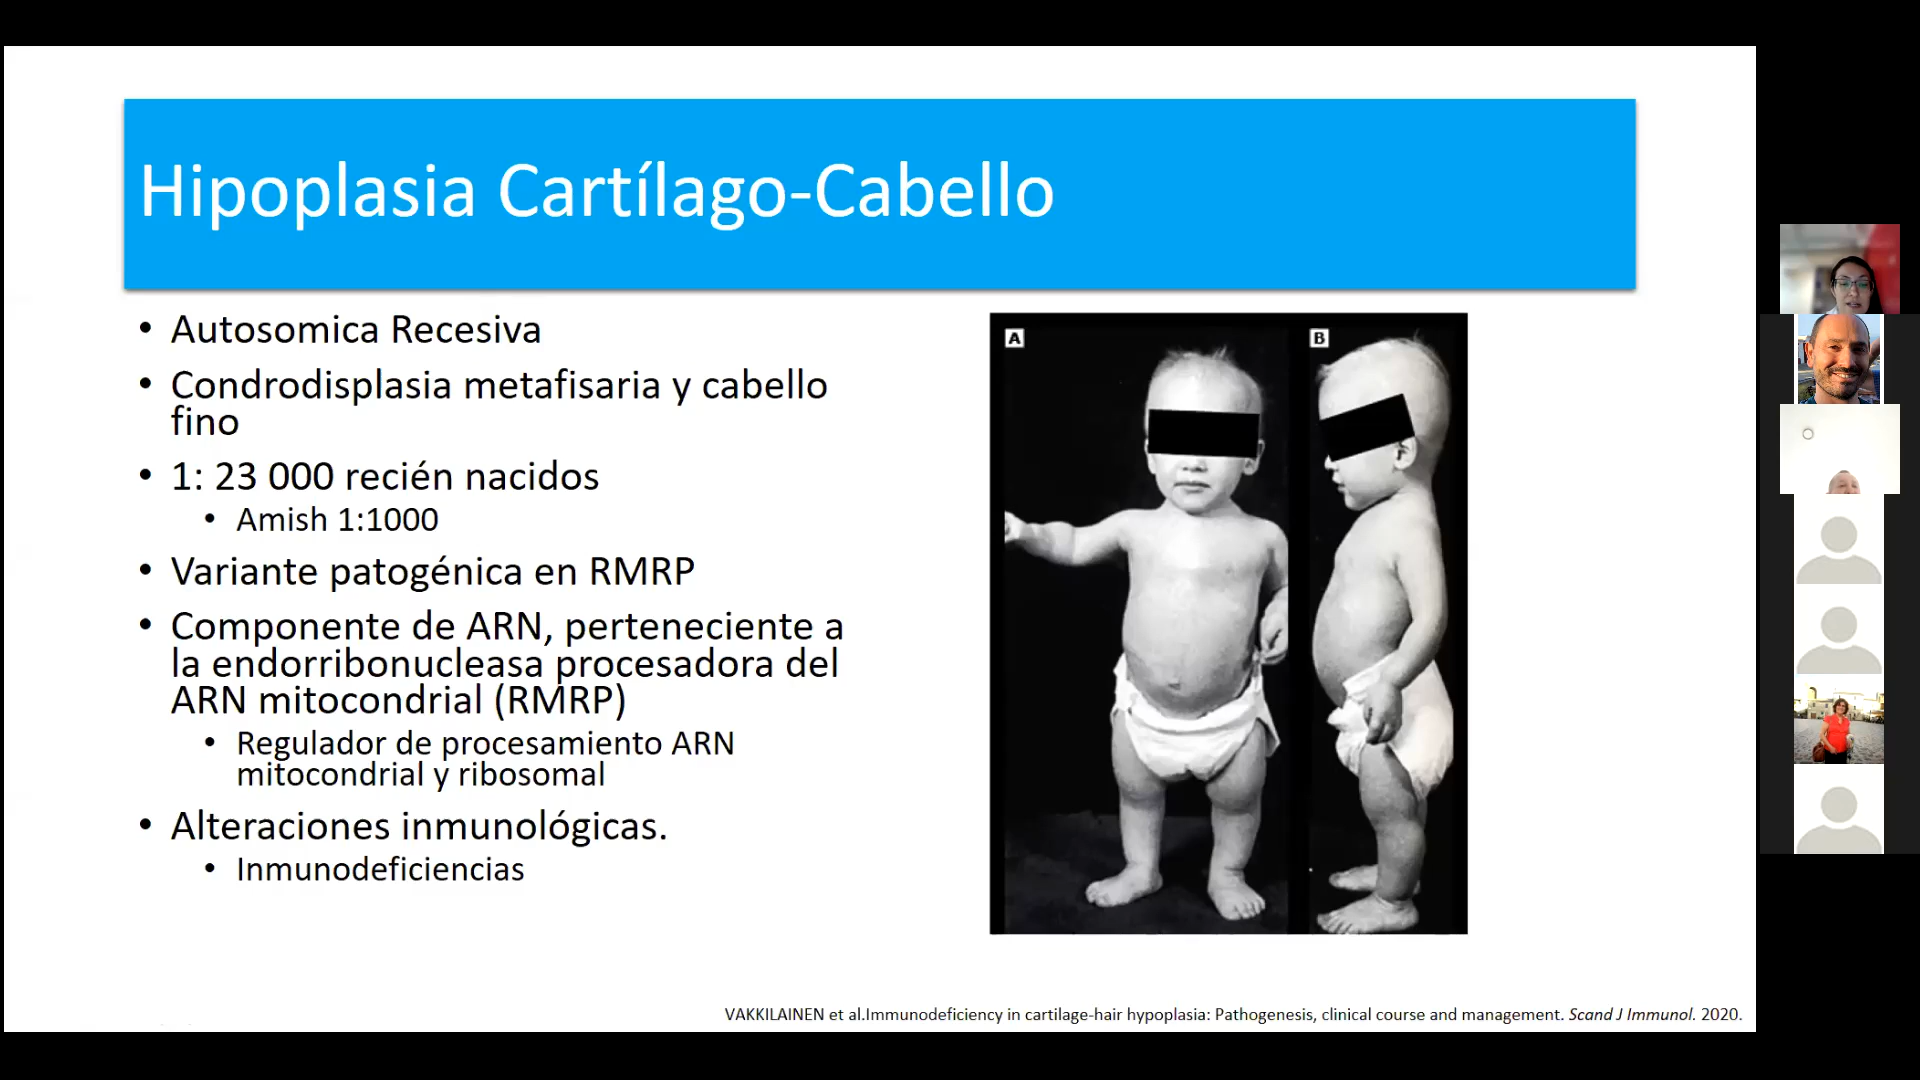 Hipoplasia Cartílago-Cabello
• Autosomica Recesiva
• Condrodisplasia metafisaria y cabello
fino
• 1: 23 000 recién nacidos
• Amish 1:1000
• Variante patogénica en RMRP
• Componente de ARN, perteneciente a
la endorribonucleasa procesadora del
ARN mitocondrial (RMRP)
• Regulador de procesamiento ARN
mitocondrial y ribosomal
• Alteraciones inmunológicas.
• Inmunodeficiencias
A
B
VAKKILAINEN et al.Immunodeficiency in cartilage-hair hypoplasia: Pathogenesis, clinical course and management. Scand J Immunol. 2020.